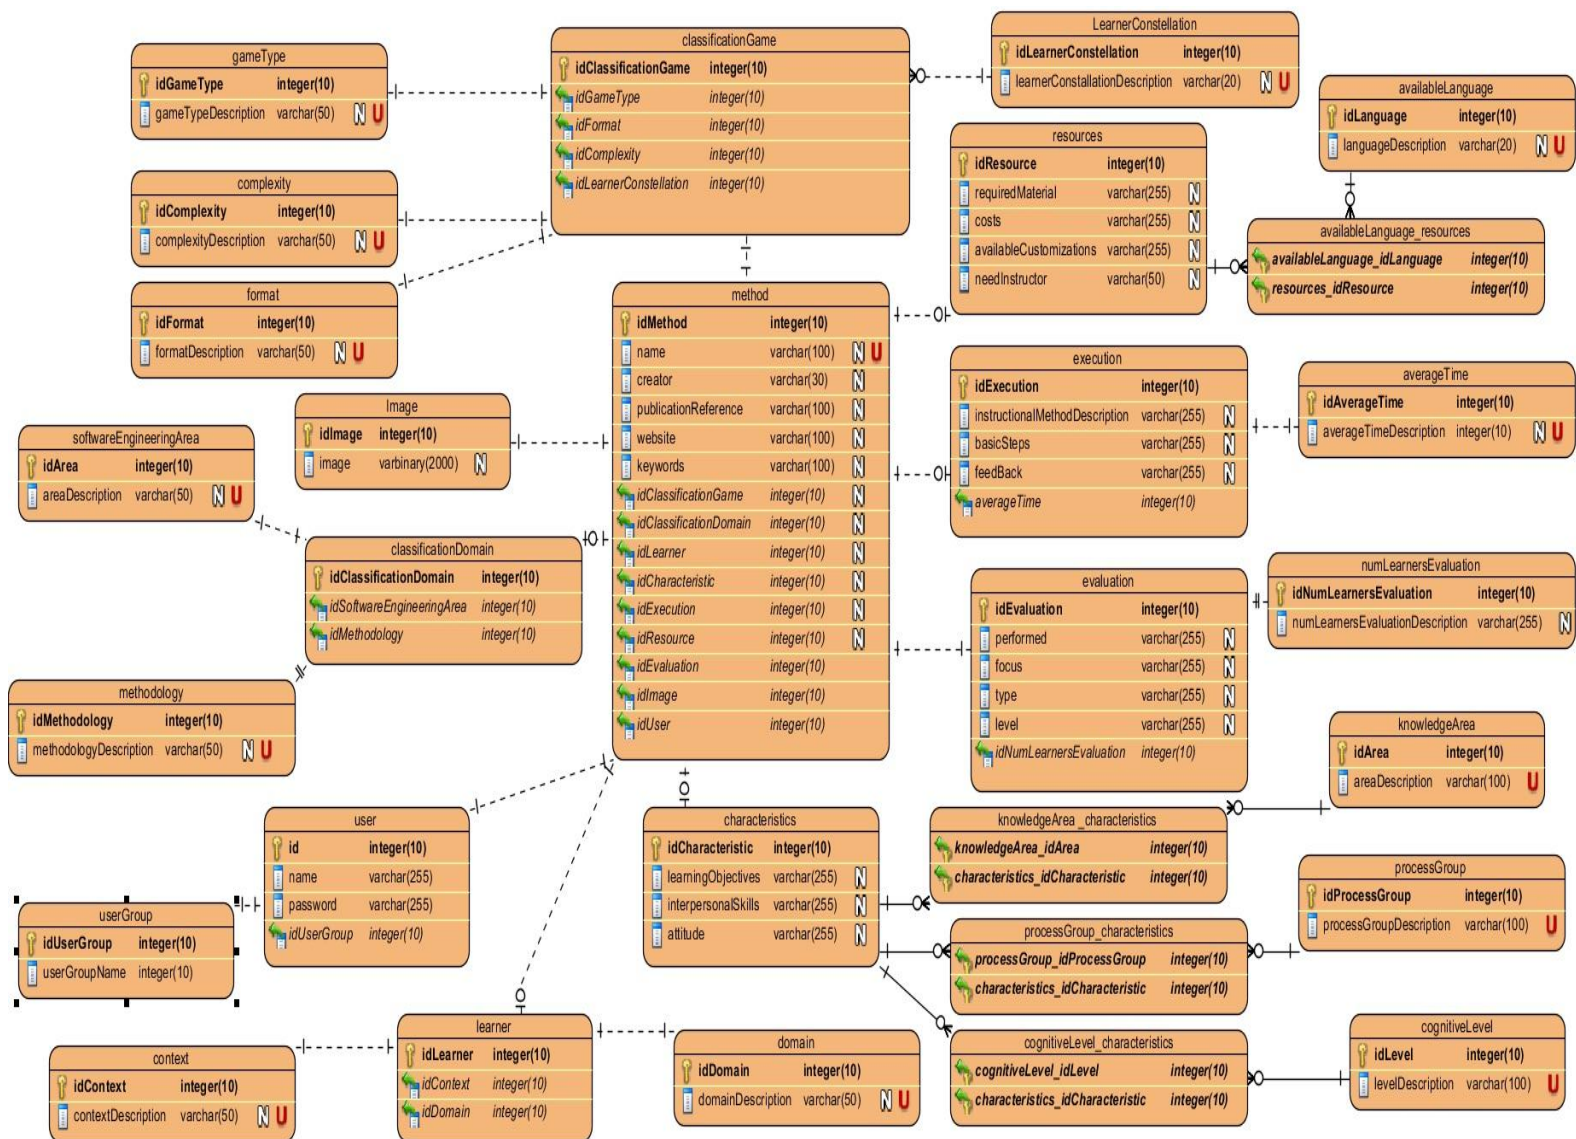 gameType
idGameType integer(10)
gameTypeDescription varchar(50) N U
complexity
idComplexity integer(10)
complexityDescription varchar(50) N U
format
idFormat integer(10)
formatDescription varchar(50) N U
classificationGame
idClassificationGame integer(10)
idGameType integer(10)
idFormat integer(10)
idComplexity integer(10)
idLearnerConstellation integer(10)
LearnerConstellation
idLearnerConstellation integer(10)
learnerConstallationDescription varchar(20) N U
availableLanguage
idLanguage integer(10)
languageDescription varchar(20) N U
resources
idResource integer(10)
requiredMaterial varchar(255) N
costs varchar(255) N
availableCustomizations varchar(255) N
needInstructor varchar(50) N
availableLanguage_resources
availableLanguage_idLanguage integer(10)
resources_idResource integer(10)
method
idMethod integer(10)
name varchar(100) N U
creator varchar(30) N
publicationReference varchar(100) N
website varchar(100) N
keywords varchar(100) N
idClassificationGame integer(10) N
idClassificationDomain integer(10) N
idLearner integer(10) N
idCharacteristic integer(10) N
idExecution integer(10) N
idResource integer(10) N
idEvaluation integer(10)
idImage integer(10)
idUser integer(10)
Image
idImage integer(10)
image varbinary(2000) N
softwareEngineeringArea
idArea integer(10)
areaDescription varchar(50) N U
classificationDomain
idClassificationDomain integer(10)
idSoftwareEngineeringArea integer(10)
idMethodology integer(10)
methodology
idMethodology integer(10)
methodologyDescription varchar(50) N U
execution
idExecution integer(10)
instructionalMethodDescription varchar(255) N
basicSteps varchar(255) N
feedBack varchar(255) N
averageTime integer(10)
averageTime
idAverageTime integer(10)
averageTimeDescription integer(10) N U
evaluation
idEvaluation integer(10)
performed varchar(255) N
focus varchar(255) N
type varchar(255) N
level varchar(255) N
idNumLearnersEvaluation integer(10)
numLearnersEvaluation
idNumLearnersEvaluation integer(10)
numLearnersEvaluationDescription varchar(255) N
knowledgeArea
idArea integer(10)
areaDescription varchar(100) U
user
id integer(10)
name varchar(255)
password varchar(255)
idUserGroup integer(10)
userGroup
idUserGroup integer(10)
userGroupName integer(10)
characteristics
idCharacteristic integer(10)
learningObjectives varchar(255) N
interpersonalSkills varchar(255) N
attitude varchar(255) N
knowledgeArea _characteristics
knowledgeArea_idArea integer(10)
characteristics_idCharacteristic integer(10)
processGroup
idProcessGroup integer(10)
processGroupDescription varchar(100) U
processGroup_characteristics
processGroup_idProcessGroup integer(10)
characteristics_idCharacteristic integer(10)
cognitiveLevel_characteristics
cognitiveLevel_idLevel integer(10)
characteristics_idCharacteristic integer(10)
cognitiveLevel
idLevel integer(10)
levelDescription varchar(100) U
context
idContext integer(10)
contextDescription varchar(50) N U
learner
idLearner integer(10)
idContext integer(10)
idDomain integer(10)
domain
idDomain integer(10)
domainDescription varchar(50) N U